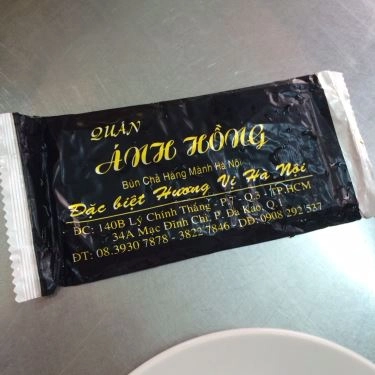 QUÁN
ÁNH HỒNG
Bún Chả Hàng Mành Hà Nội
Đặc biệt Hương Vị Hà Nội
ĐC: 140B Lý Chính Thắng - P.7 - Q.3 - TP.HCM
34A Mạc Đỉnh Chi, P. Đa Kao, Q.1
ĐT: 08.3930 7878 - 3822 7846 - DĐ:0908 292 527